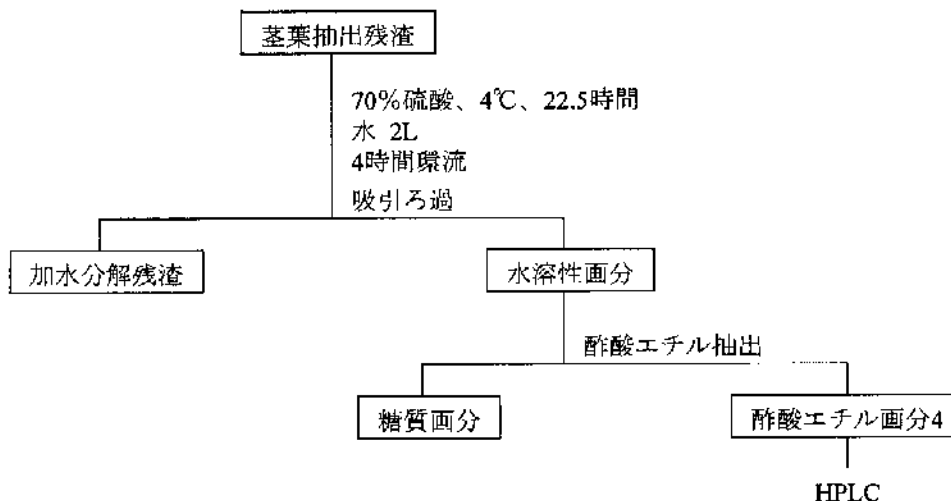 茎葉抽出残渣
70%硫酸、4℃、22.5時間
水 2L
4時間環流
吸引ろ過
加水分解残渣
水溶性画分
酢酸エチル抽出
糖質画分
酢酸エチル画分4
HPLC